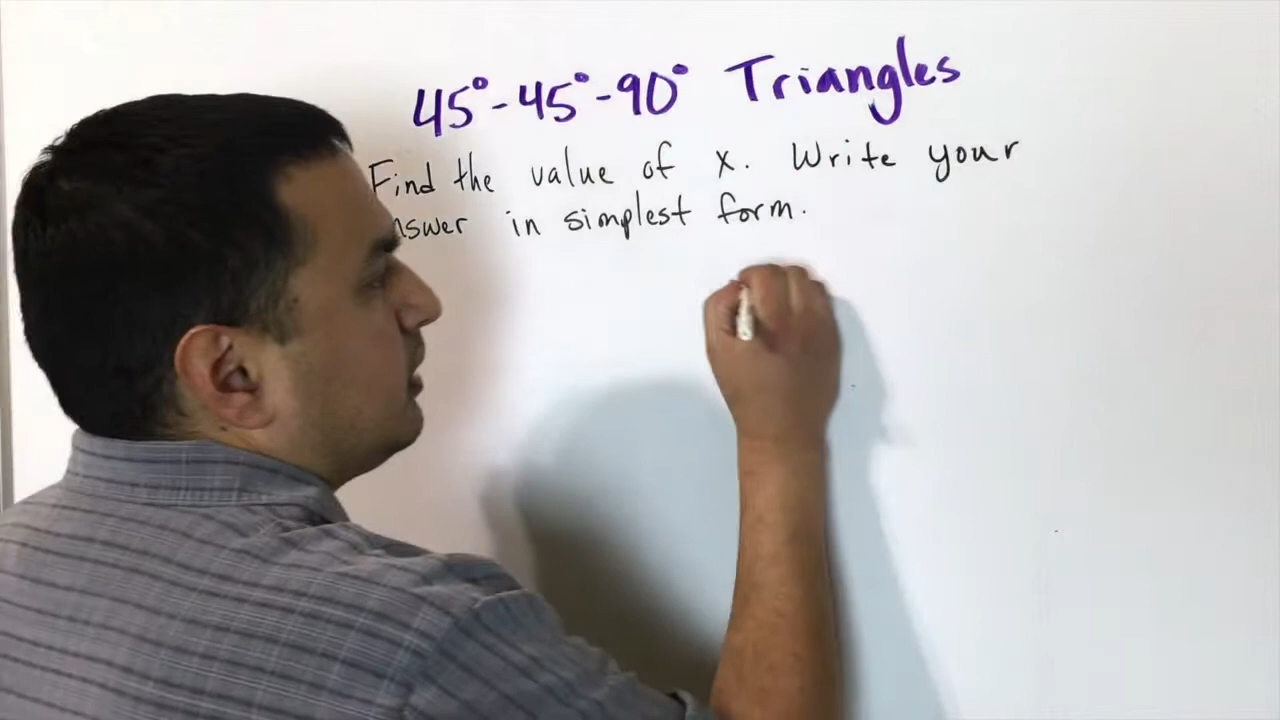 45°-45°-90° Triangles
Find the value of x. Write your
nswer in simplest form.